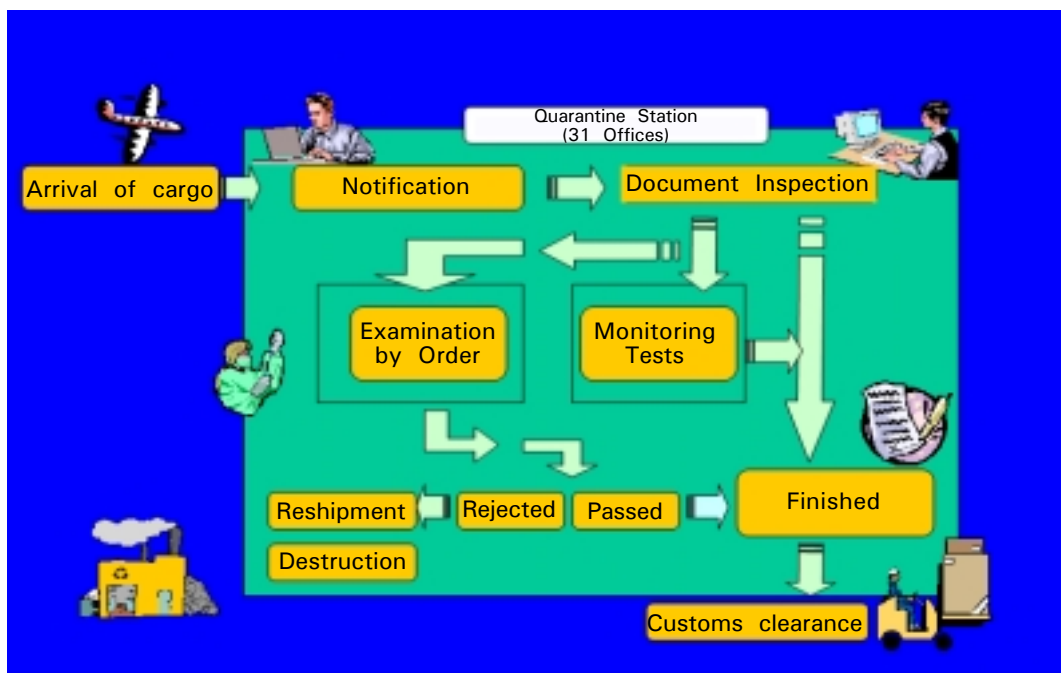 Quarantine Station
(31 Offices)
Arrival of cargo
Notification
Document Inspection
Examination
by Order
Monitoring
Tests
Reshipment
Rejected
Passed
Finished
Destruction
Customs clearance